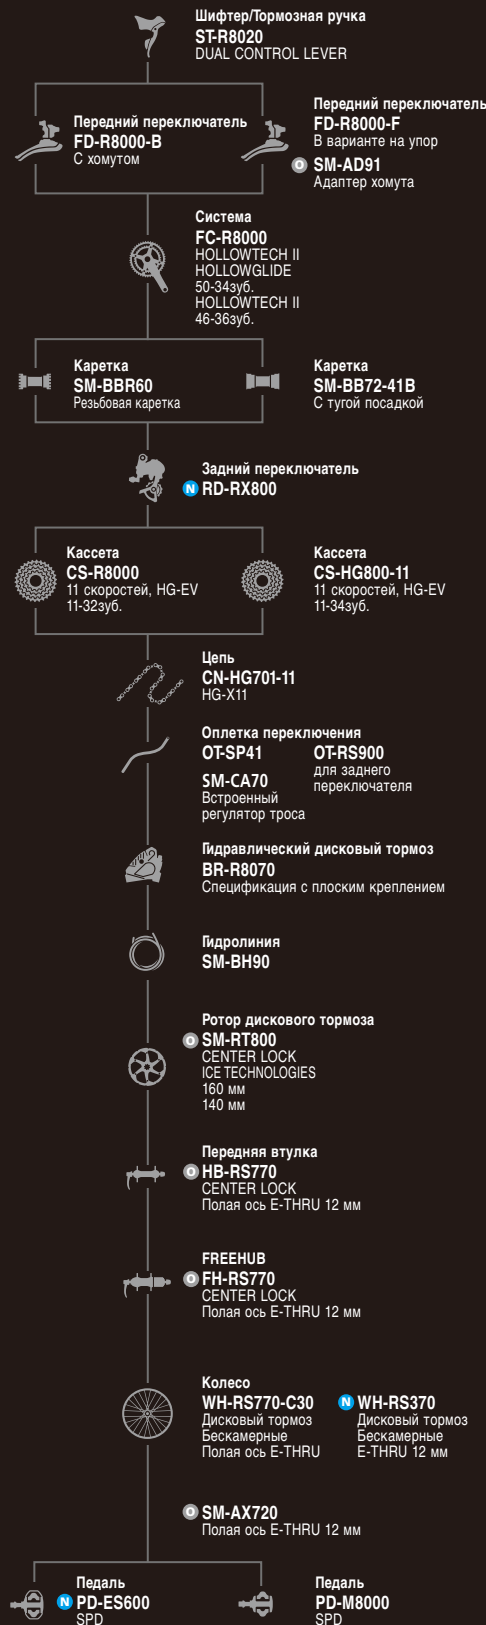 Шифтер/Тормозная ручка
ST-R8020
DUAL CONTROL LEVER
Передний переключатель
FD-R8000-B
С хомутом
Передний переключатель
FD-R8000-F
В варианте на упор
O SM-AD91
Адаптер хомута
Система
FC-R8000
HOLLOWTECH II
HOLLOWGLIDE
50-34зуб.
HOLLOWTECH II
46-36зуб.
Каретка
SM-BBR60
Резьбовая каретка
Каретка
SM-BB72-41B
С тугой посадкой
Задний переключатель
N RD-RX800
Кассета
CS-R8000
11 скоростей, HG-EV
11-32зуб.
Кассета
CS-HG800-11
11 скоростей, HG-EV
11-34зуб.
Цепь
CN-HG701-11
HG-X11
Оплетка переключения
OT-SP41
SM-CA70
Встроенный
регулятор троса
OT-RS900
для заднего
переключателя
Гидравлический дисковый тормоз
BR-R8070
Спецификация с плоским креплением
Гидролиния
SM-BH90
Ротор дискового тормоза
O SM-RT800
CENTER LOCK
ICE TECHNOLOGIES
160 мм
140 мм
Передняя втулка
O HB-RS770
CENTER LOCK
Полая ось E-THRU 12 мм
FREEHUB
O FH-RS770
CENTER LOCK
Полая ось E-THRU 12 мм
Колесо
WH-RS770-C30
Дисковый тормоз
Бескамерные
Полая ось E-THRU
N WH-RS370
Дисковый тормоз
Бескамерные
E-THRU 12 мм
O SM-AX720
Полая ось E-THRU 12 мм
Педаль
N PD-ES600
SPD
Педаль
PD-M8000
SPD